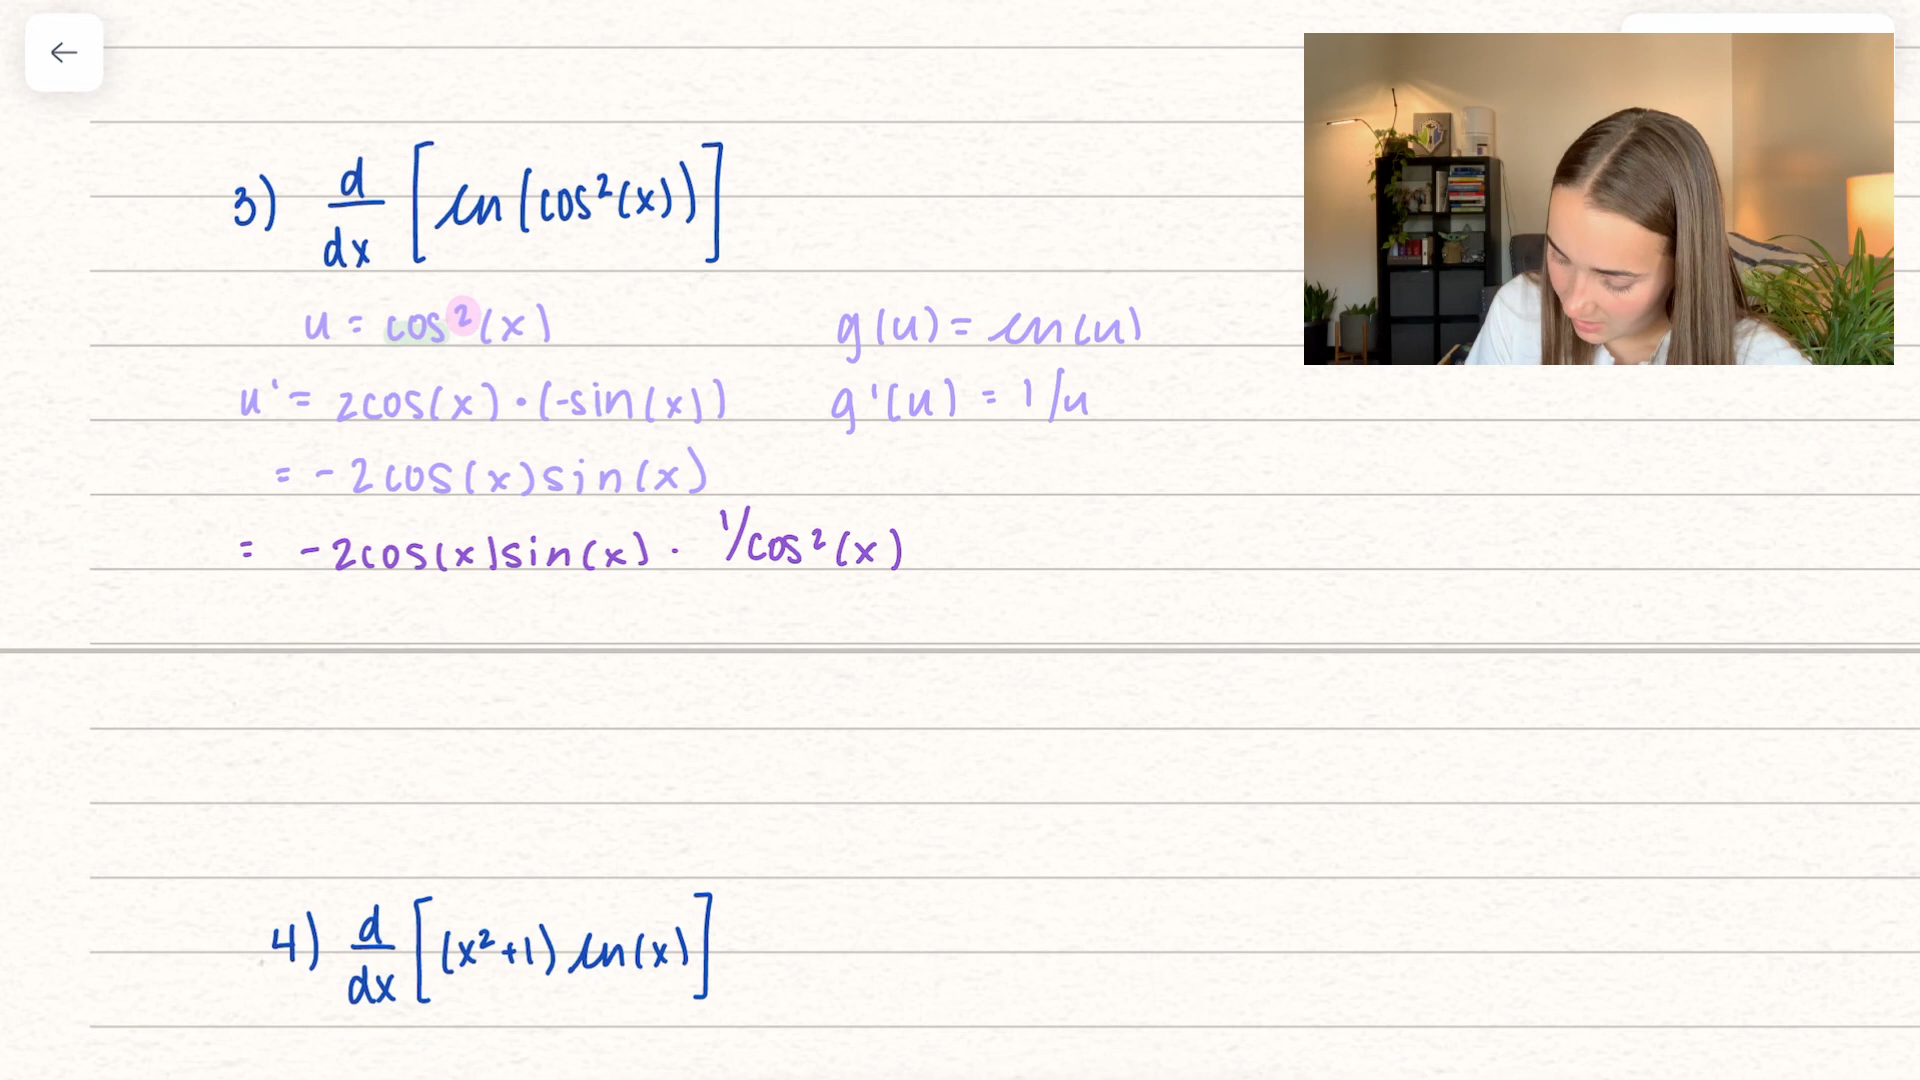 3) d/dx [ln(cos²(x))]
u = cos²(x) g(u) = ln(u)
u' = 2cos(x)·(-sin(x)) g'(u) = 1/u
= -2cos(x)sin(x)
= -2cos(x)sin(x) · 1/cos²(x)
4) d/dx [(x²+1) ln(x)]